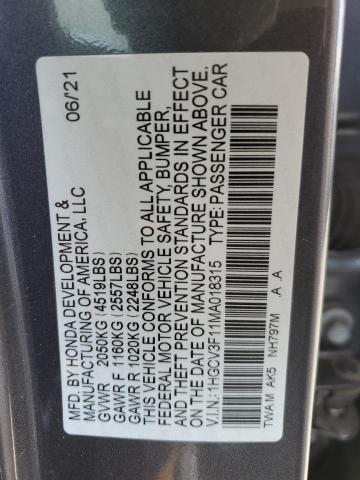 MFD. BY HONDA DEVELOPMENT & 06/21
MANUFACTURING OF AMERICA, LLC
GVWR 2050KG (4519LBS)
GAWR F 1160KG (2557LBS)
GAWR R 1020KG (2248LBS)
THIS VEHICLE CONFORMS TO ALL APPLICABLE
FEDERAL MOTOR VEHICLE SAFETY, BUMPER,
AND THEFT PREVENTION STANDARDS IN EFFECT
ON THE DATE OF MANUFACTURE SHOWN ABOVE.
V.I.N.:1HGCV3F11MA018315 TYPE: PASSENGER CAR
TWA M AK5 NH797M A A